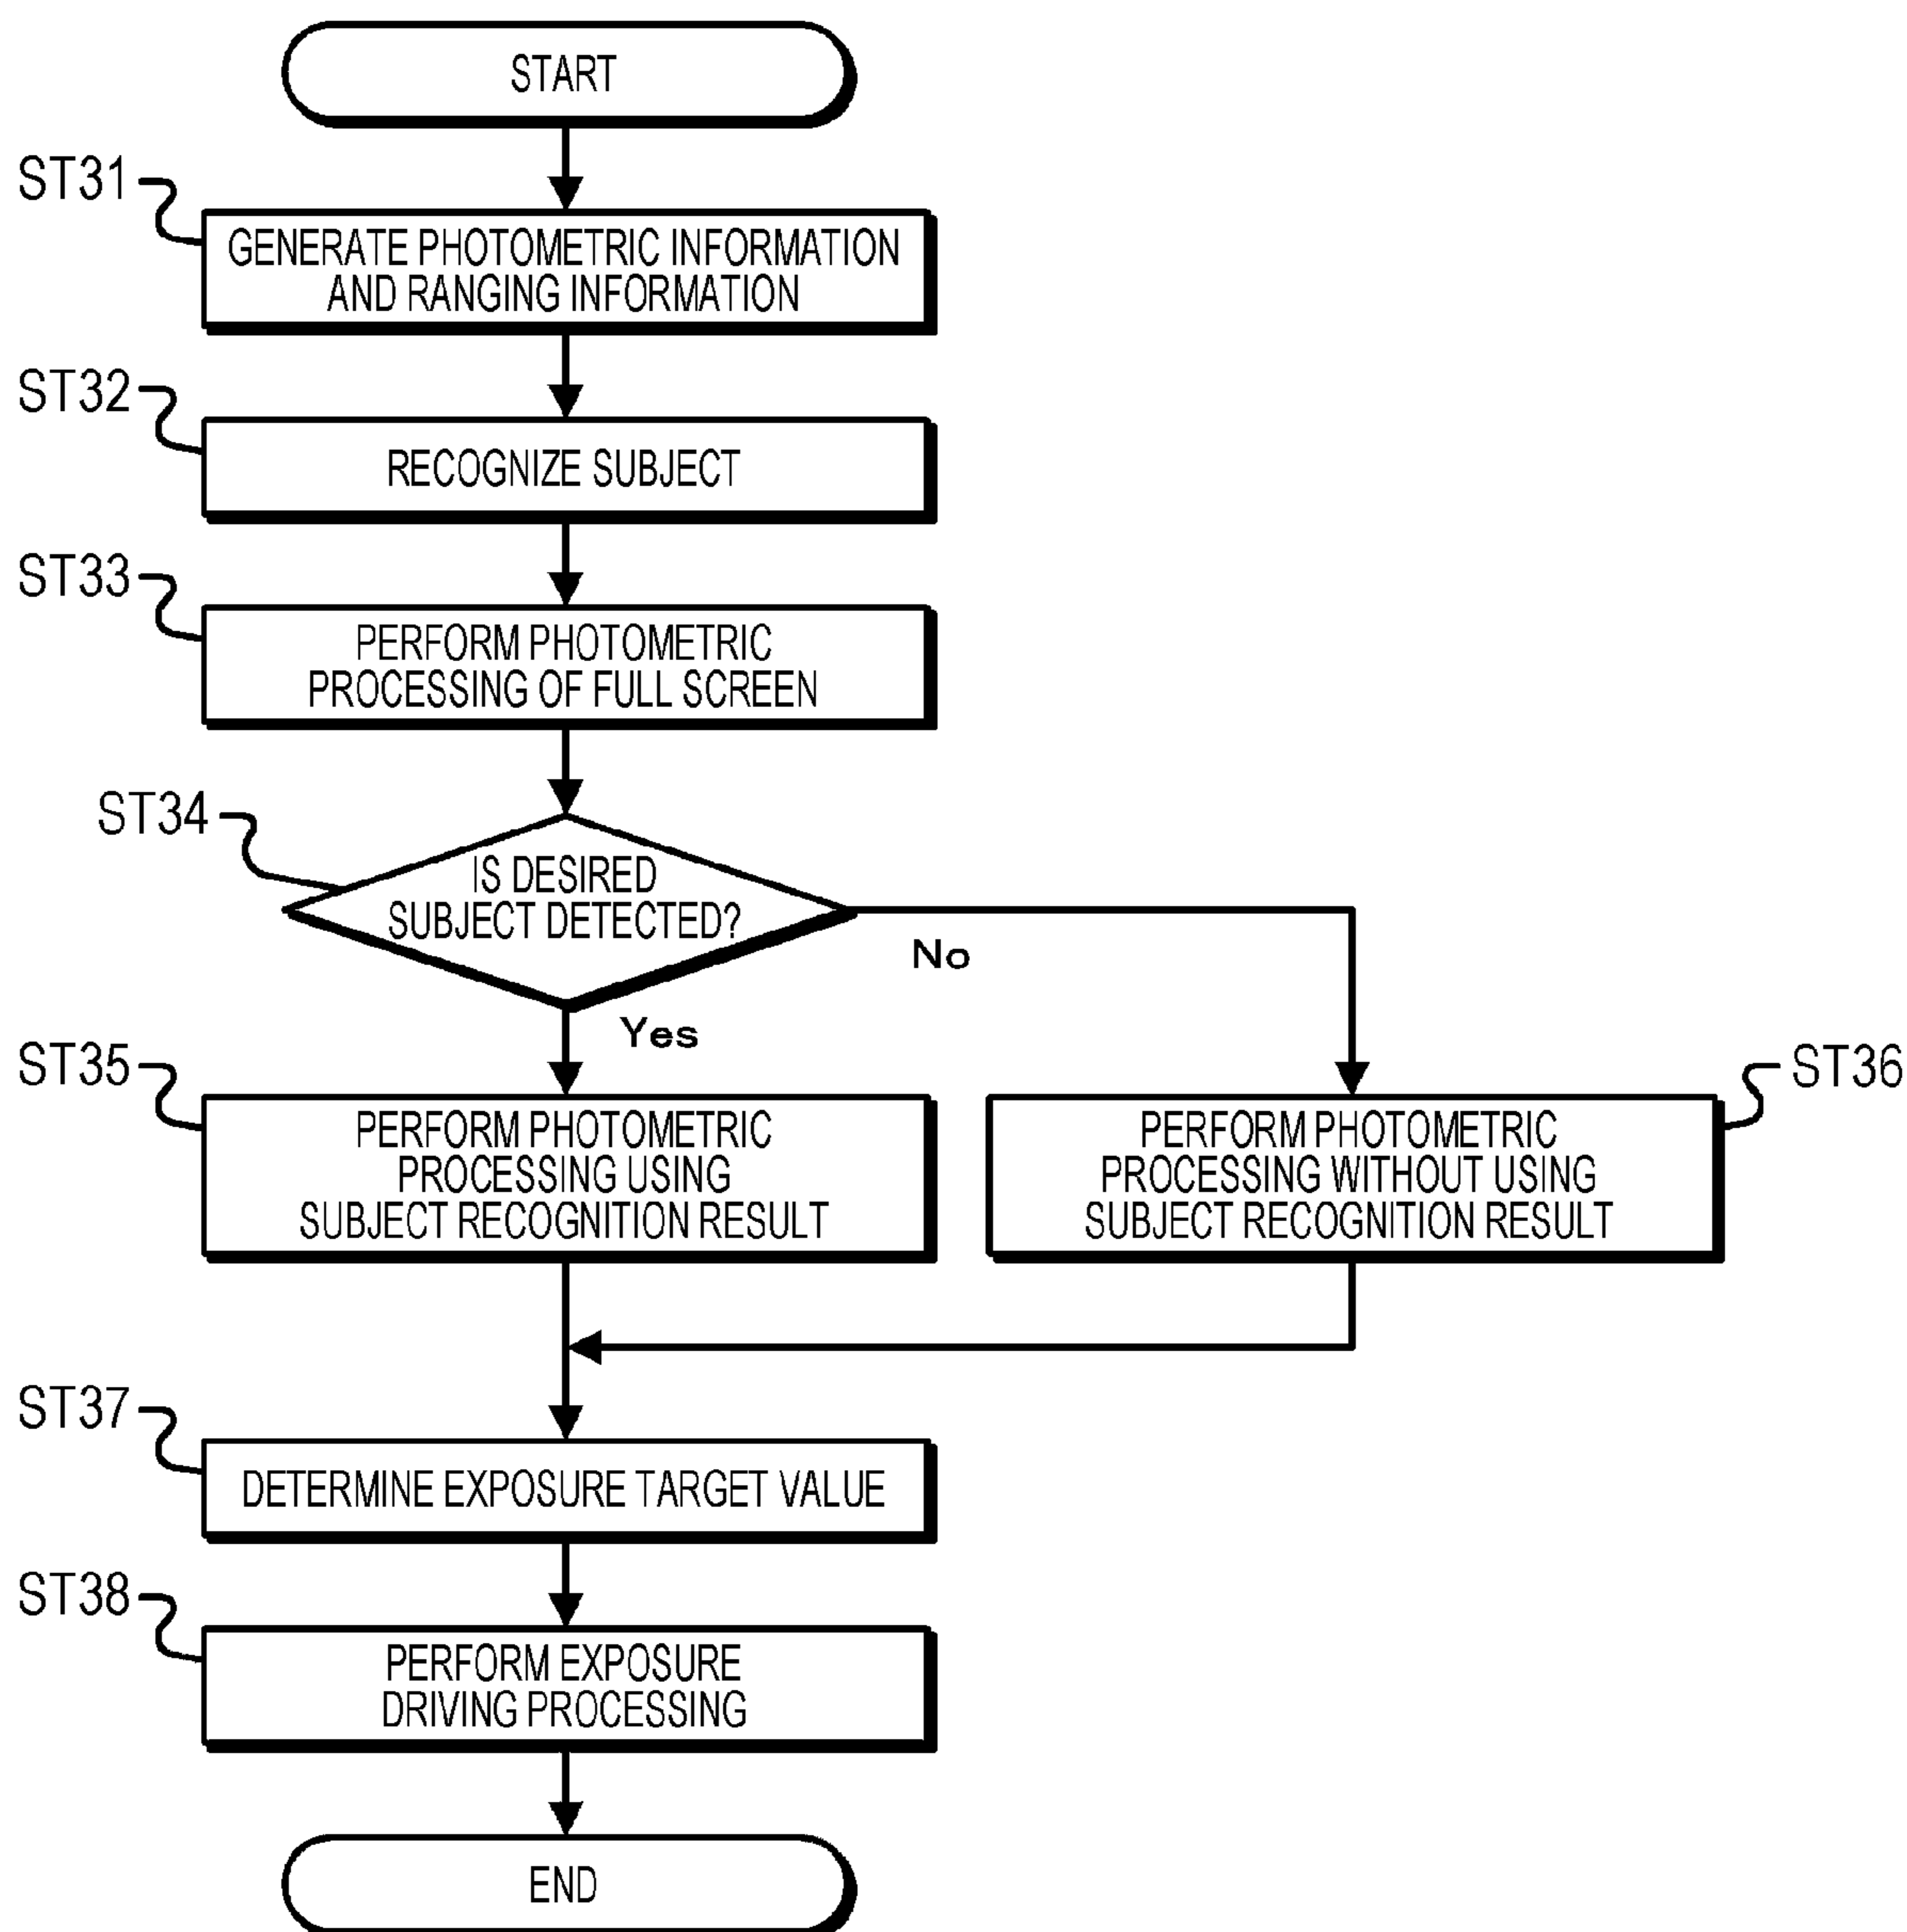 START
ST31
GENERATE PHOTOMETRIC INFORMATION
AND RANGING INFORMATION
ST32
RECOGNIZE SUBJECT
ST33
PERFORM PHOTOMETRIC
PROCESSING OF FULL SCREEN
ST34
IS DESIRED
SUBJECT DETECTED?
No
Yes
ST35
PERFORM PHOTOMETRIC
PROCESSING USING
SUBJECT RECOGNITION RESULT
ST36
PERFORM PHOTOMETRIC
PROCESSING WITHOUT USING
SUBJECT RECOGNITION RESULT
ST37
DETERMINE EXPOSURE TARGET VALUE
ST38
PERFORM EXPOSURE
DRIVING PROCESSING
END